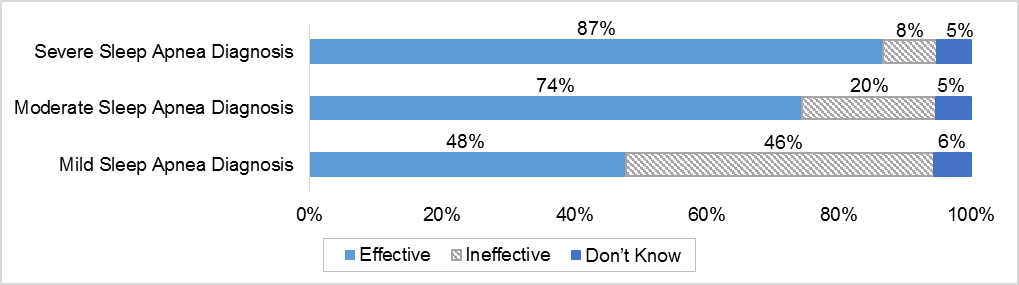 87% 8% 5%
Severe Sleep Apnea Diagnosis
74% 20% 5%
Moderate Sleep Apnea Diagnosis
48% 46% 6%
Mild Sleep Apnea Diagnosis
0% 20% 40% 60% 80% 100%
Effective Ineffective Don’t Know